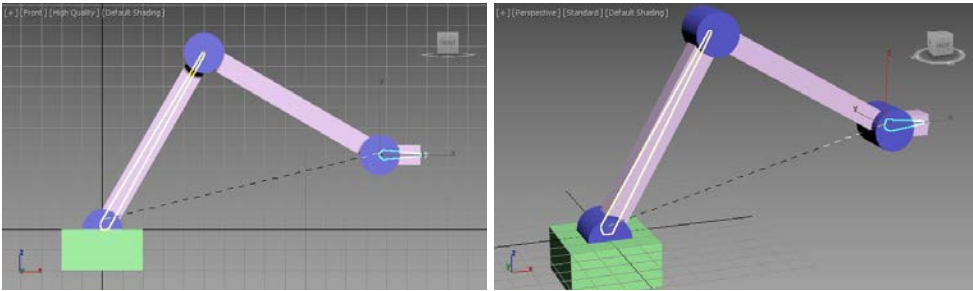 [+] [Front] [High Quality] [Default Shading]
x
z
x
[+] [Perspective] [Standard] [Default Shading]
z
Y
x
z
x